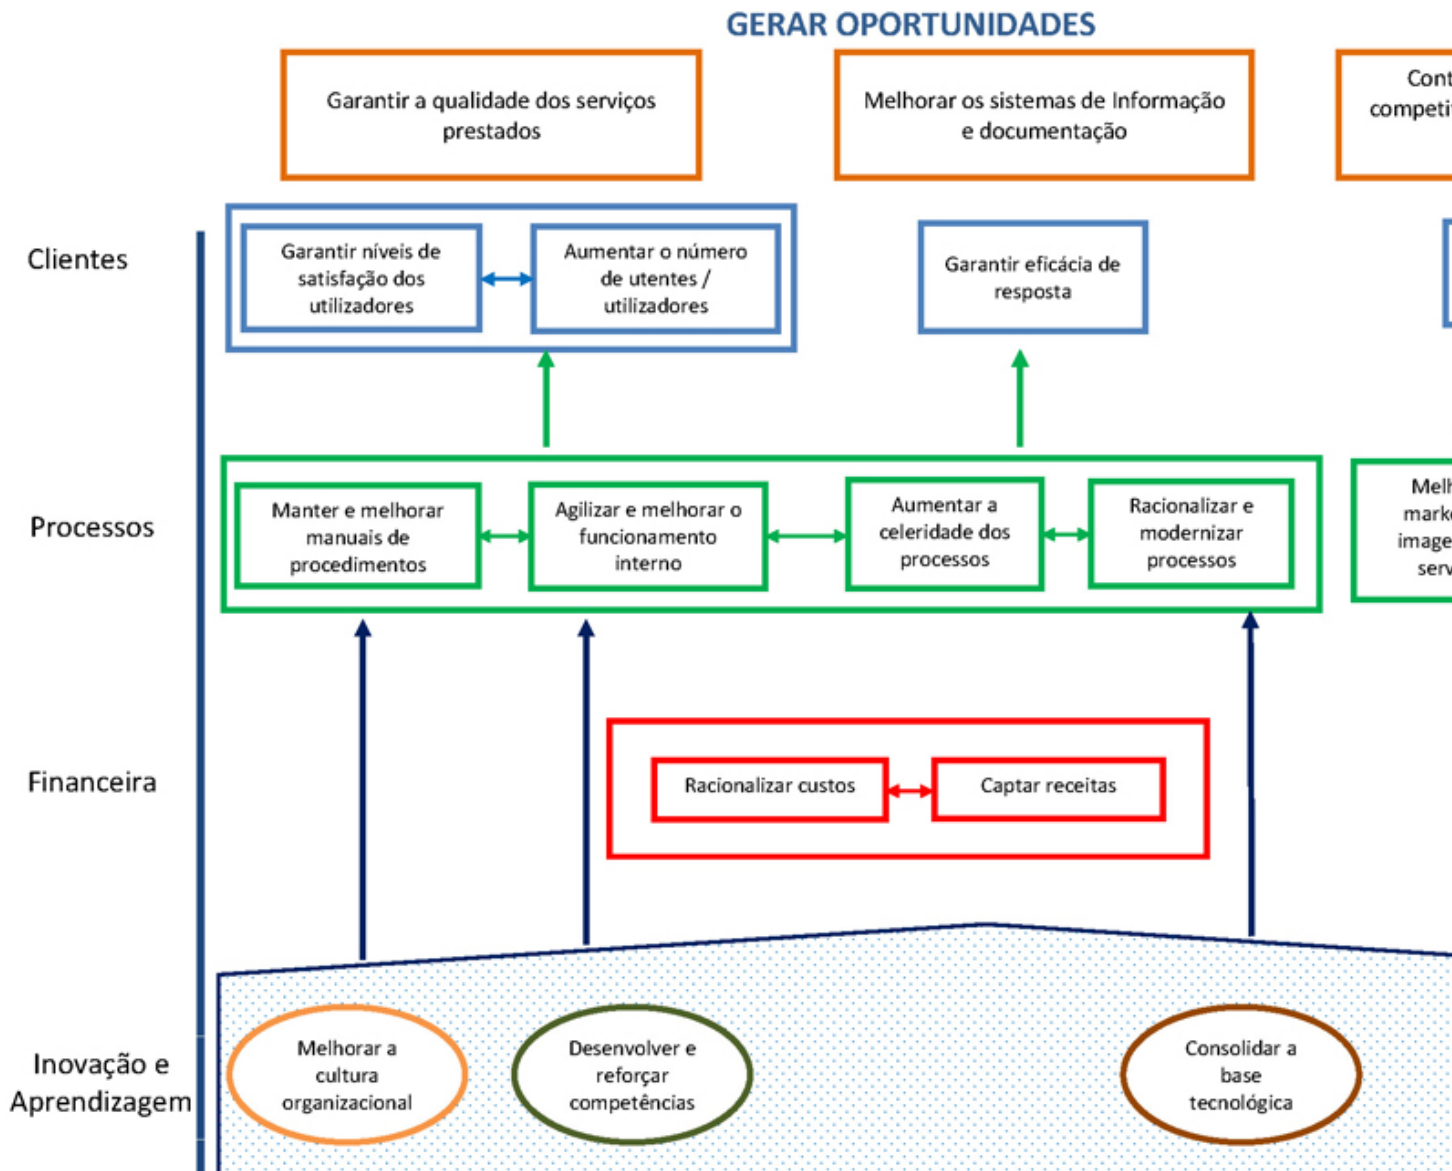 GERAR OPORTUNIDADES
Garantir a qualidade dos serviços
prestados
Melhorar os sistemas de Informação
e documentação
Clientes
Garantir níveis de
satisfação dos
utilizadores
Aumentar o número
de utentes /
utilizadores
Garantir eficácia de
resposta
Processos
Manter e melhorar
manuais de
procedimentos
Agilizar e melhorar o
funcionamento
interno
Aumentar a
celeridade dos
processos
Racionalizar e
modernizar
processos
Financeira
Racionalizar custos
Captar receitas
Inovação e
Aprendizagem
Melhorar a
cultura
organizacional
Desenvolver e
reforçar
competências
Consolidar a
base
tecnológica